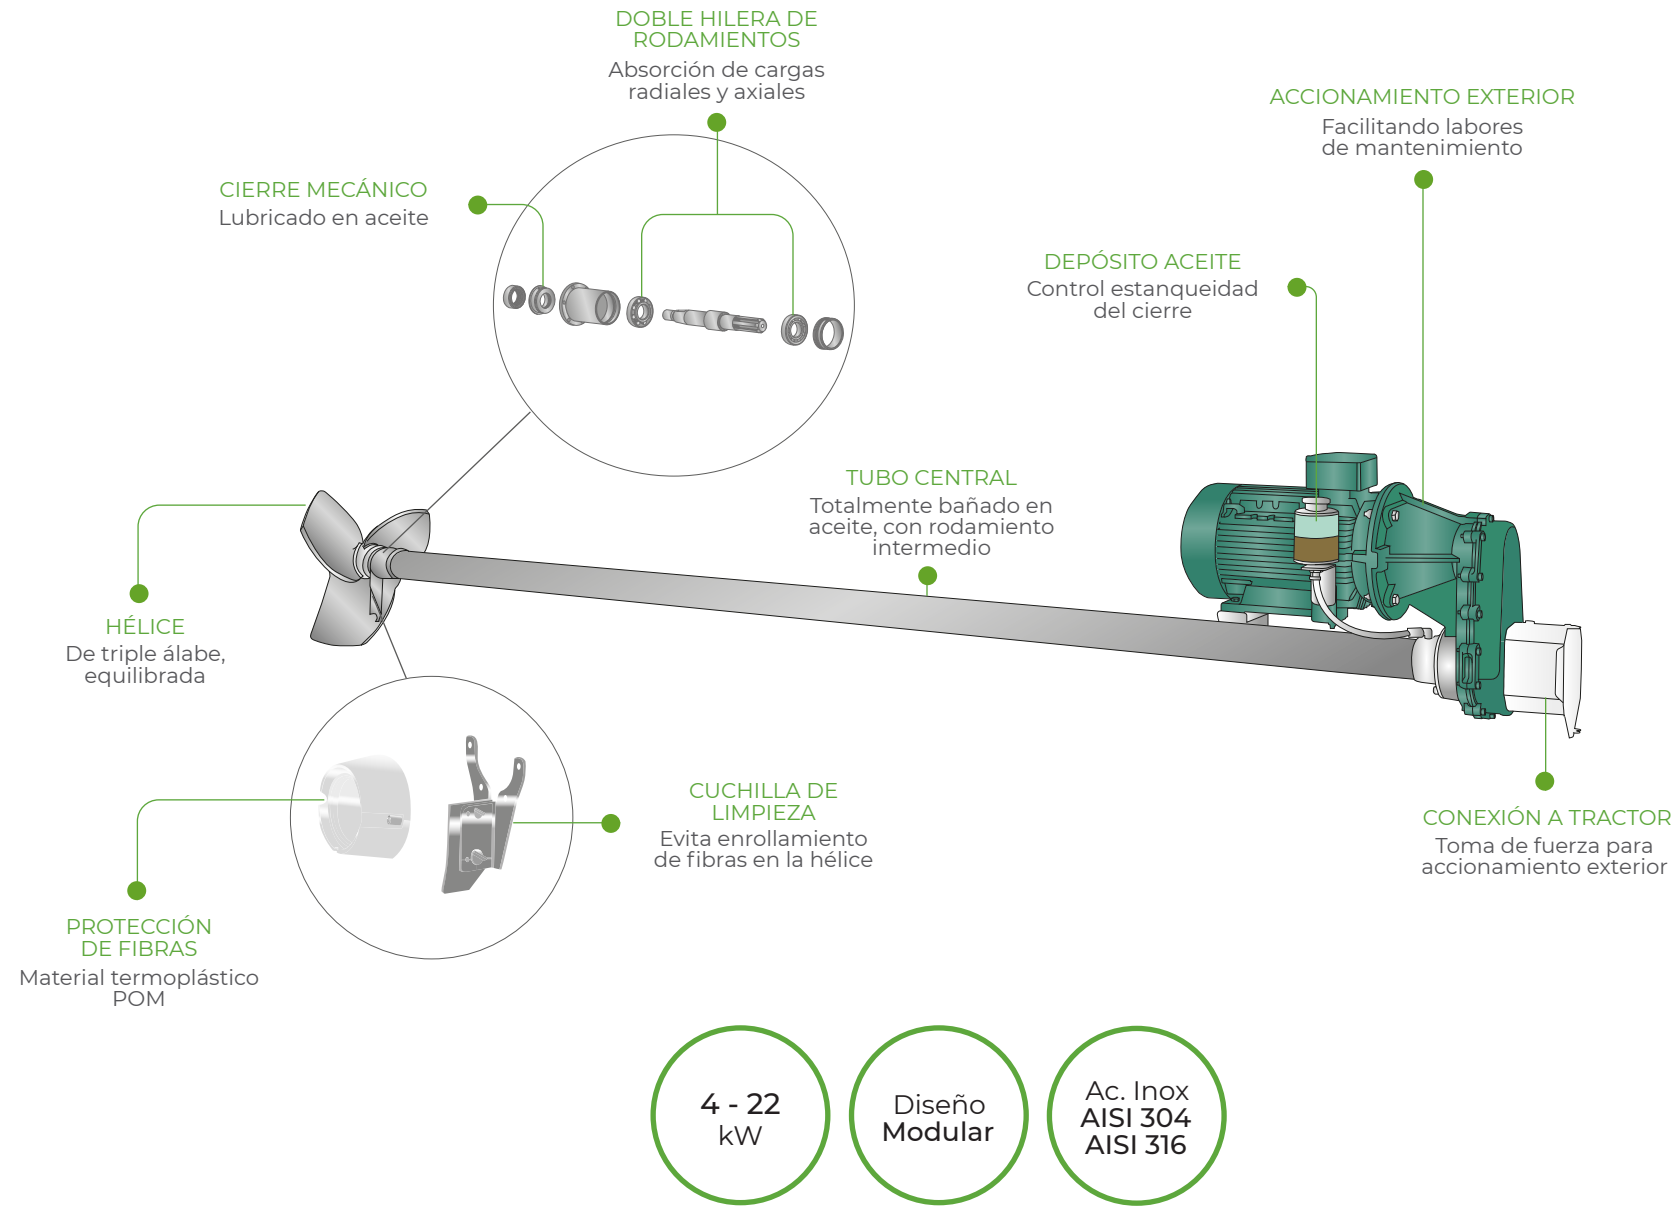 DOBLE HILERA DE
RODAMIENTOS
Absorción de cargas
radiales y axiales
ACCIONAMIENTO EXTERIOR
Facilitando labores
de mantenimiento
CIERRE MECÁNICO
Lubricado en aceite
DEPÓSITO ACEITE
Control estanqueidad
del cierre
TUBO CENTRAL
Totalmente bañado en
aceite, con rodamiento
intermedio
HÉLICE
De triple álabe,
equilibrada
CUCHILLA DE
LIMPIEZA
Evita enrollamiento
de fibras en la hélice
CONEXIÓN A TRACTOR
Toma de fuerza para
accionamiento exterior
PROTECCIÓN
DE FIBRAS
Material termoplástico
POM
4 - 22
kW
Diseño
Modular
Ac. Inox
AISI 304
AISI 316